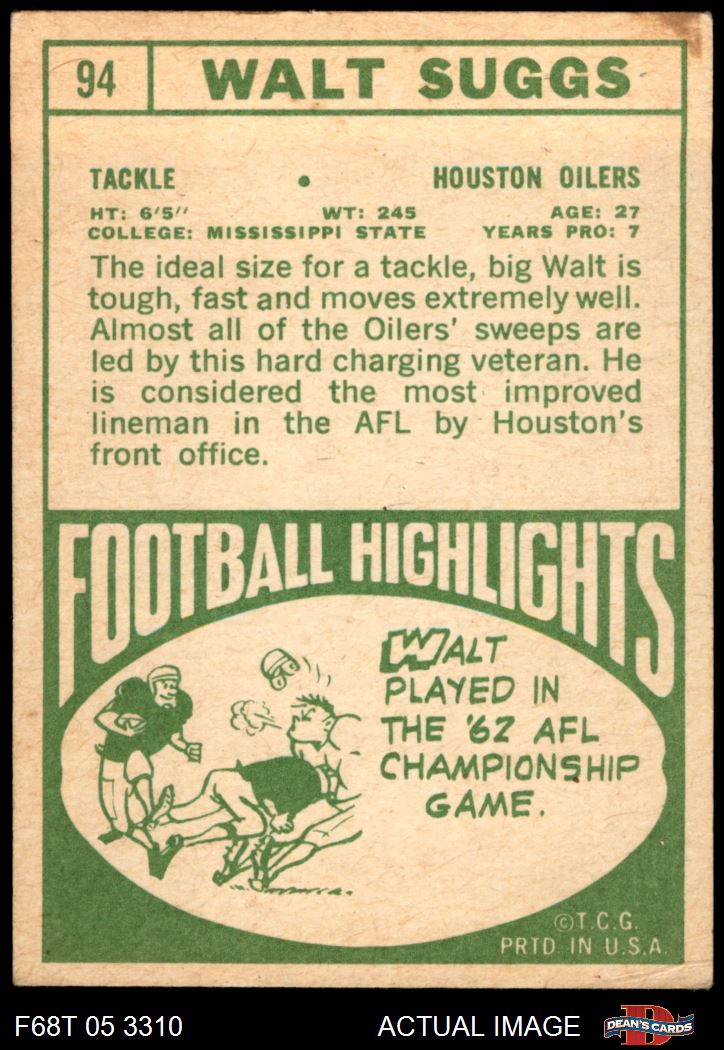 94 WALT SUGGS
TACKLE • HOUSTON OILERS
HT: 6'5" WT: 245 AGE: 27
COLLEGE: MISSISSIPPI STATE YEARS PRO: 7
The ideal size for a tackle, big Walt is
tough, fast and moves extremely well.
Almost all of the Oilers' sweeps are
led by this hard charging veteran. He
is considered the most improved
lineman in the AFL by Houston's
front office.
FOOTBALL HIGHLIGHTS
WALT
PLAYED IN
THE '62 AFL
CHAMPIONSHIP
GAME.
©T.C.G.
PRTD. IN U.S.A.
F68T 05 3310 ACTUAL IMAGE D DEAN'S CARDS